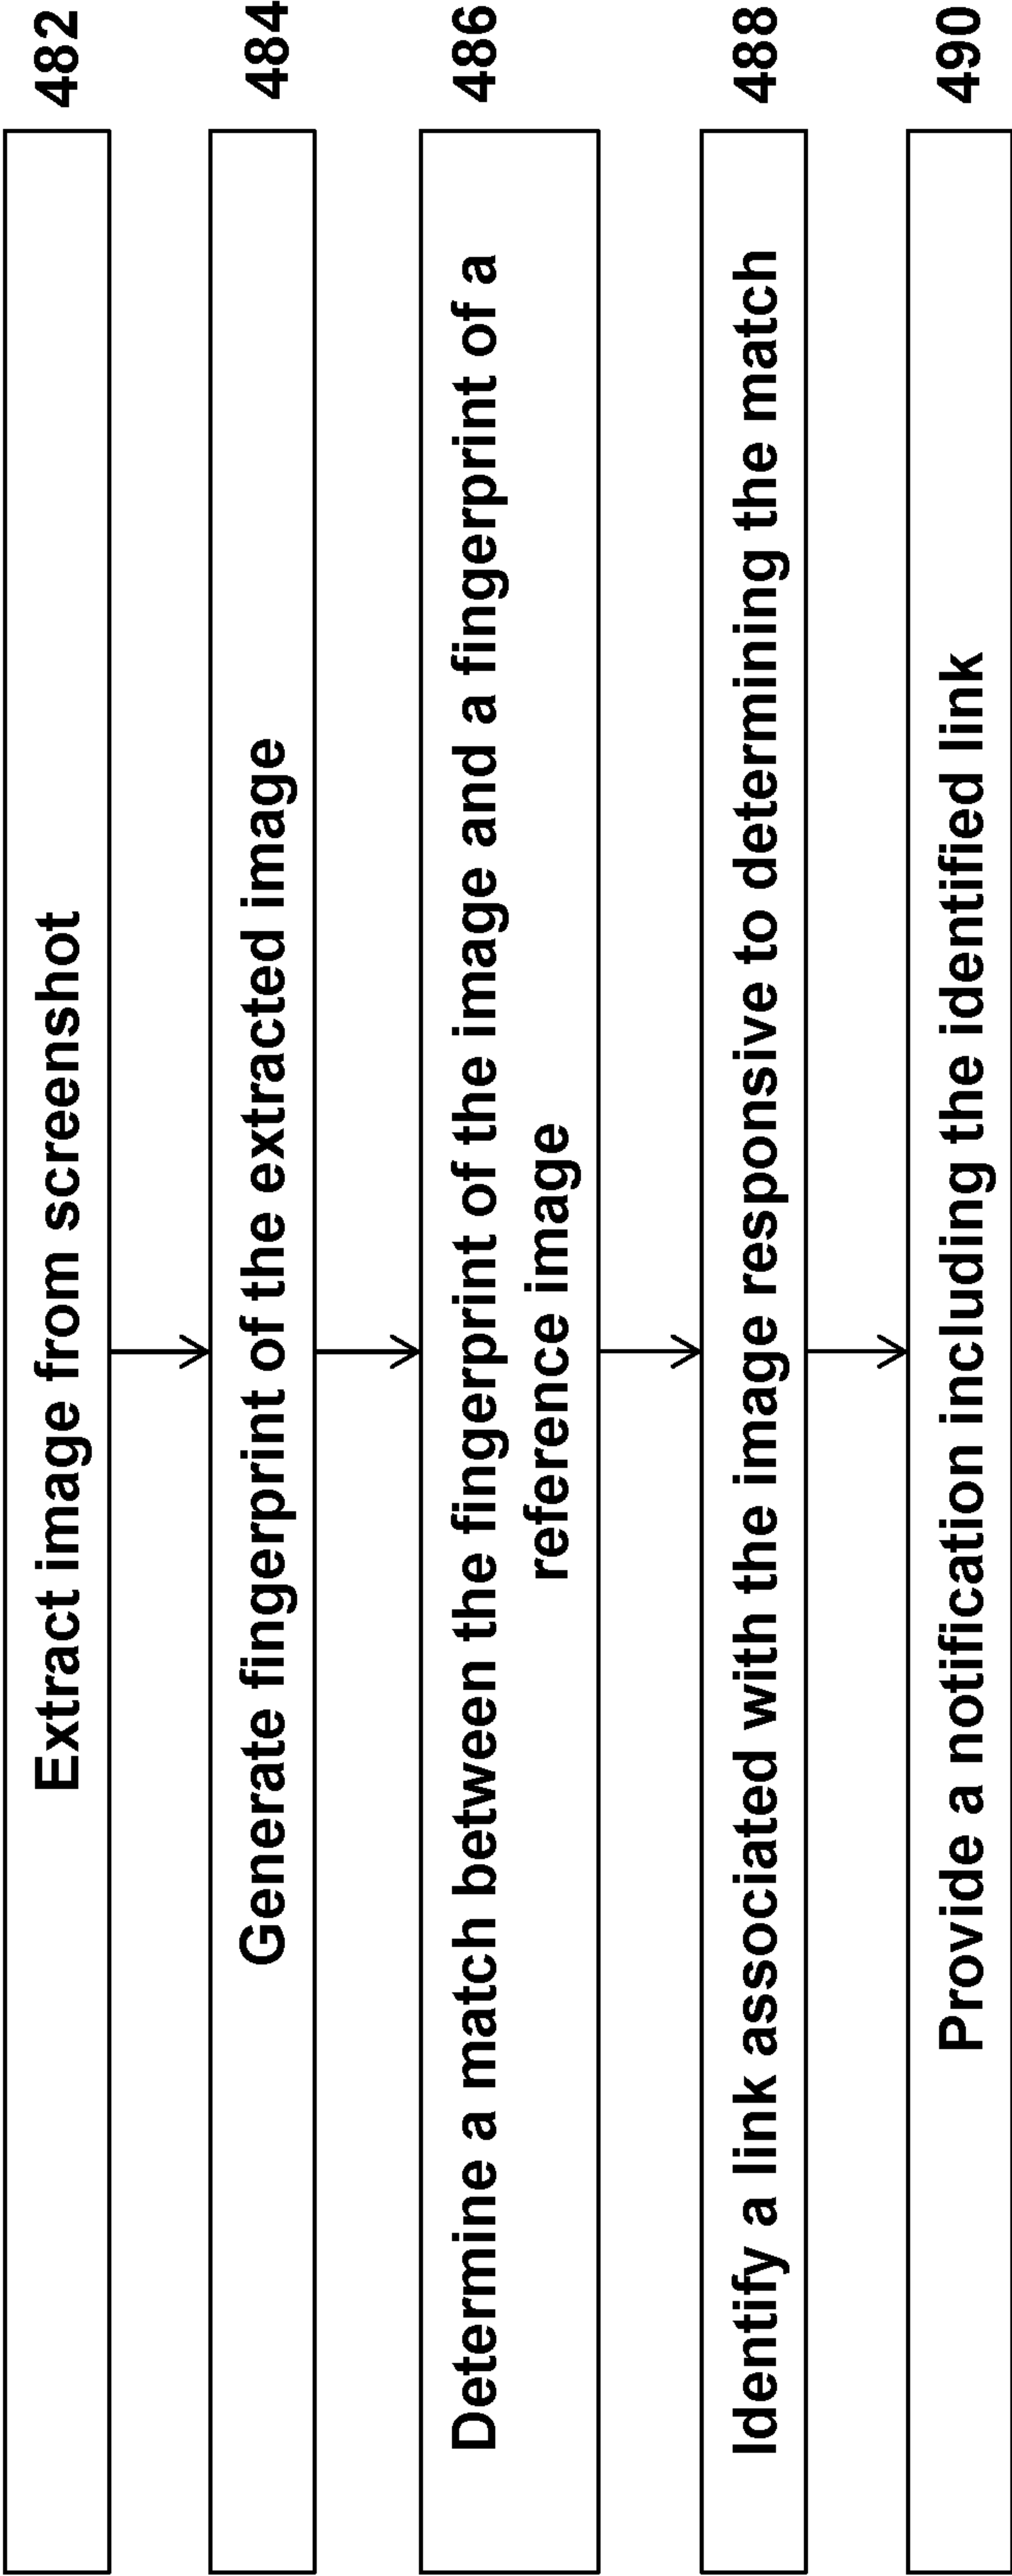 Extract image from screenshot 482
Generate fingerprint of the extracted image 484
Determine a match between the fingerprint of the image and a fingerprint of a 486
reference image
Identify a link associated with the image responsive to determining the match 488
Provide a notification including the identified link 490